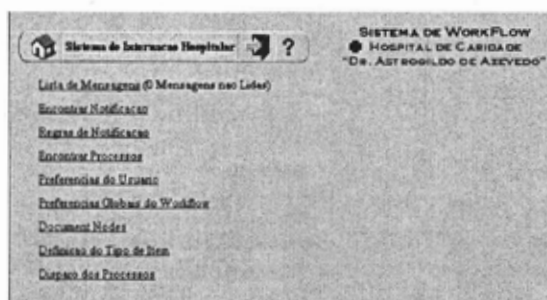 Sistema de Internacao Hospitalar ?
SISTEMA DE WORKFLOW
HOSPITAL DE CARIDADE
"DR. ASTROGILDO DE AZEVEDO"
Lista de Mensagens (0 Mensagens nao Lidas)
Encontrar Notificacao
Regras de Notificacao
Encontrar Processos
Preferencias do Usuano
Preferencias Globais do Workflow
Document Nodes
Definicao do Tipo de Item
Disparo dos Processos